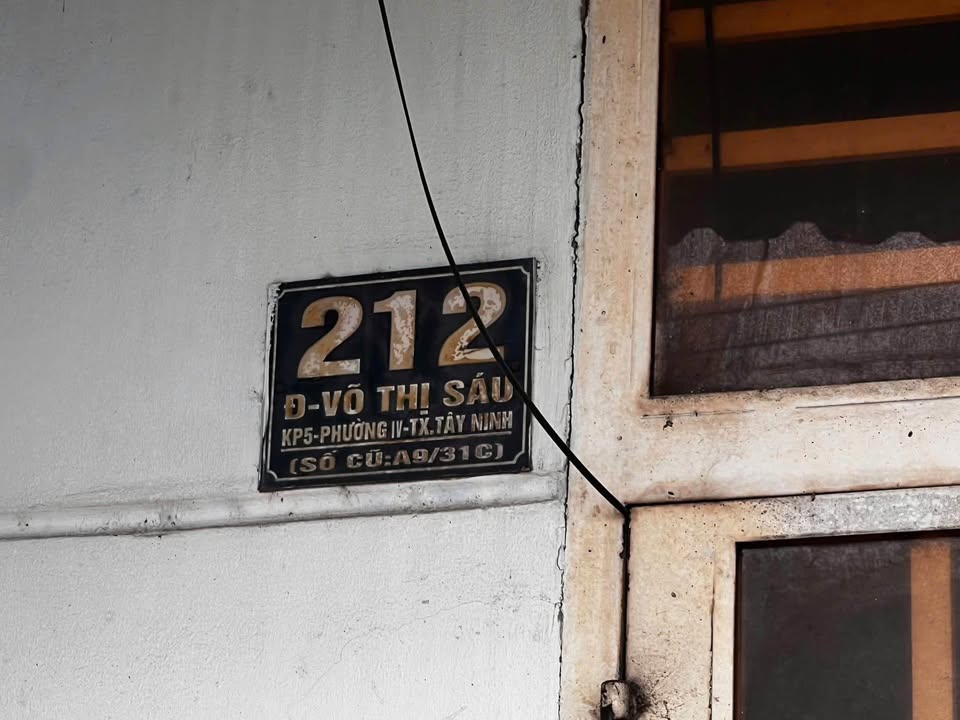 212
Đ-VÕ THỊ SÁU
KP5-PHƯỜNG IV-TX.TÂY NINH
(SỐ CŨ:A9/31C)